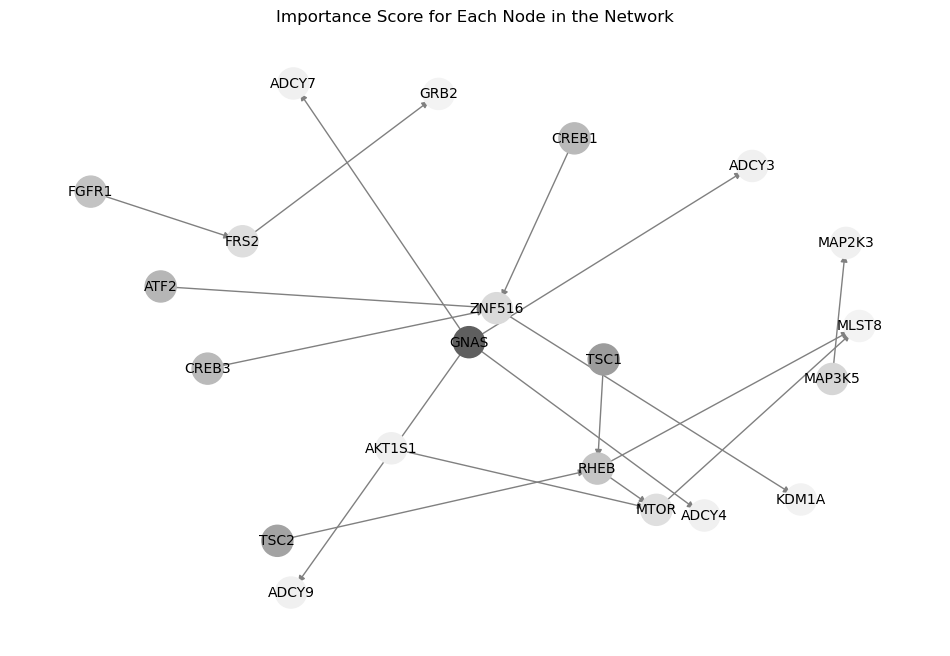 Importance Score for Each Node in the Network
ADCY7
GRB2
CREB1
ADCY3
FGFR1
FRS2
MAP2K3
ATF2
ZNF516
MLST8
GNAS
TSC1
CREB3
MAP3K5
AKT1S1
RHEB
KDM1A
MTOR
ADCY4
TSC2
ADCY9